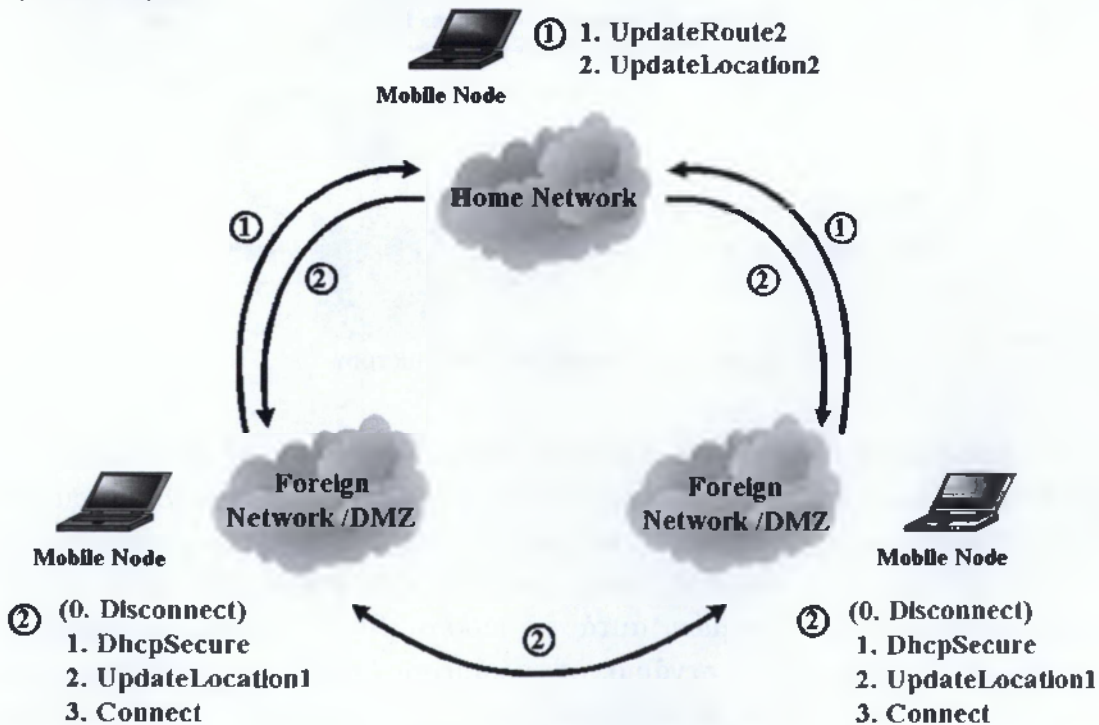 ① 1. UpdateRoute2
2. UpdateLocation2
Mobile Node
Home Network
①
②
①
②
Foreign
Network /DMZ
Foreign
Network /DMZ
Mobile Node
Mobile Node
② (0. Disconnect)
1. DhcpSecure
2. UpdateLocation1
3. Connect
②
② (0. Disconnect)
1. DhcpSecure
2. UpdateLocation1
3. Connect